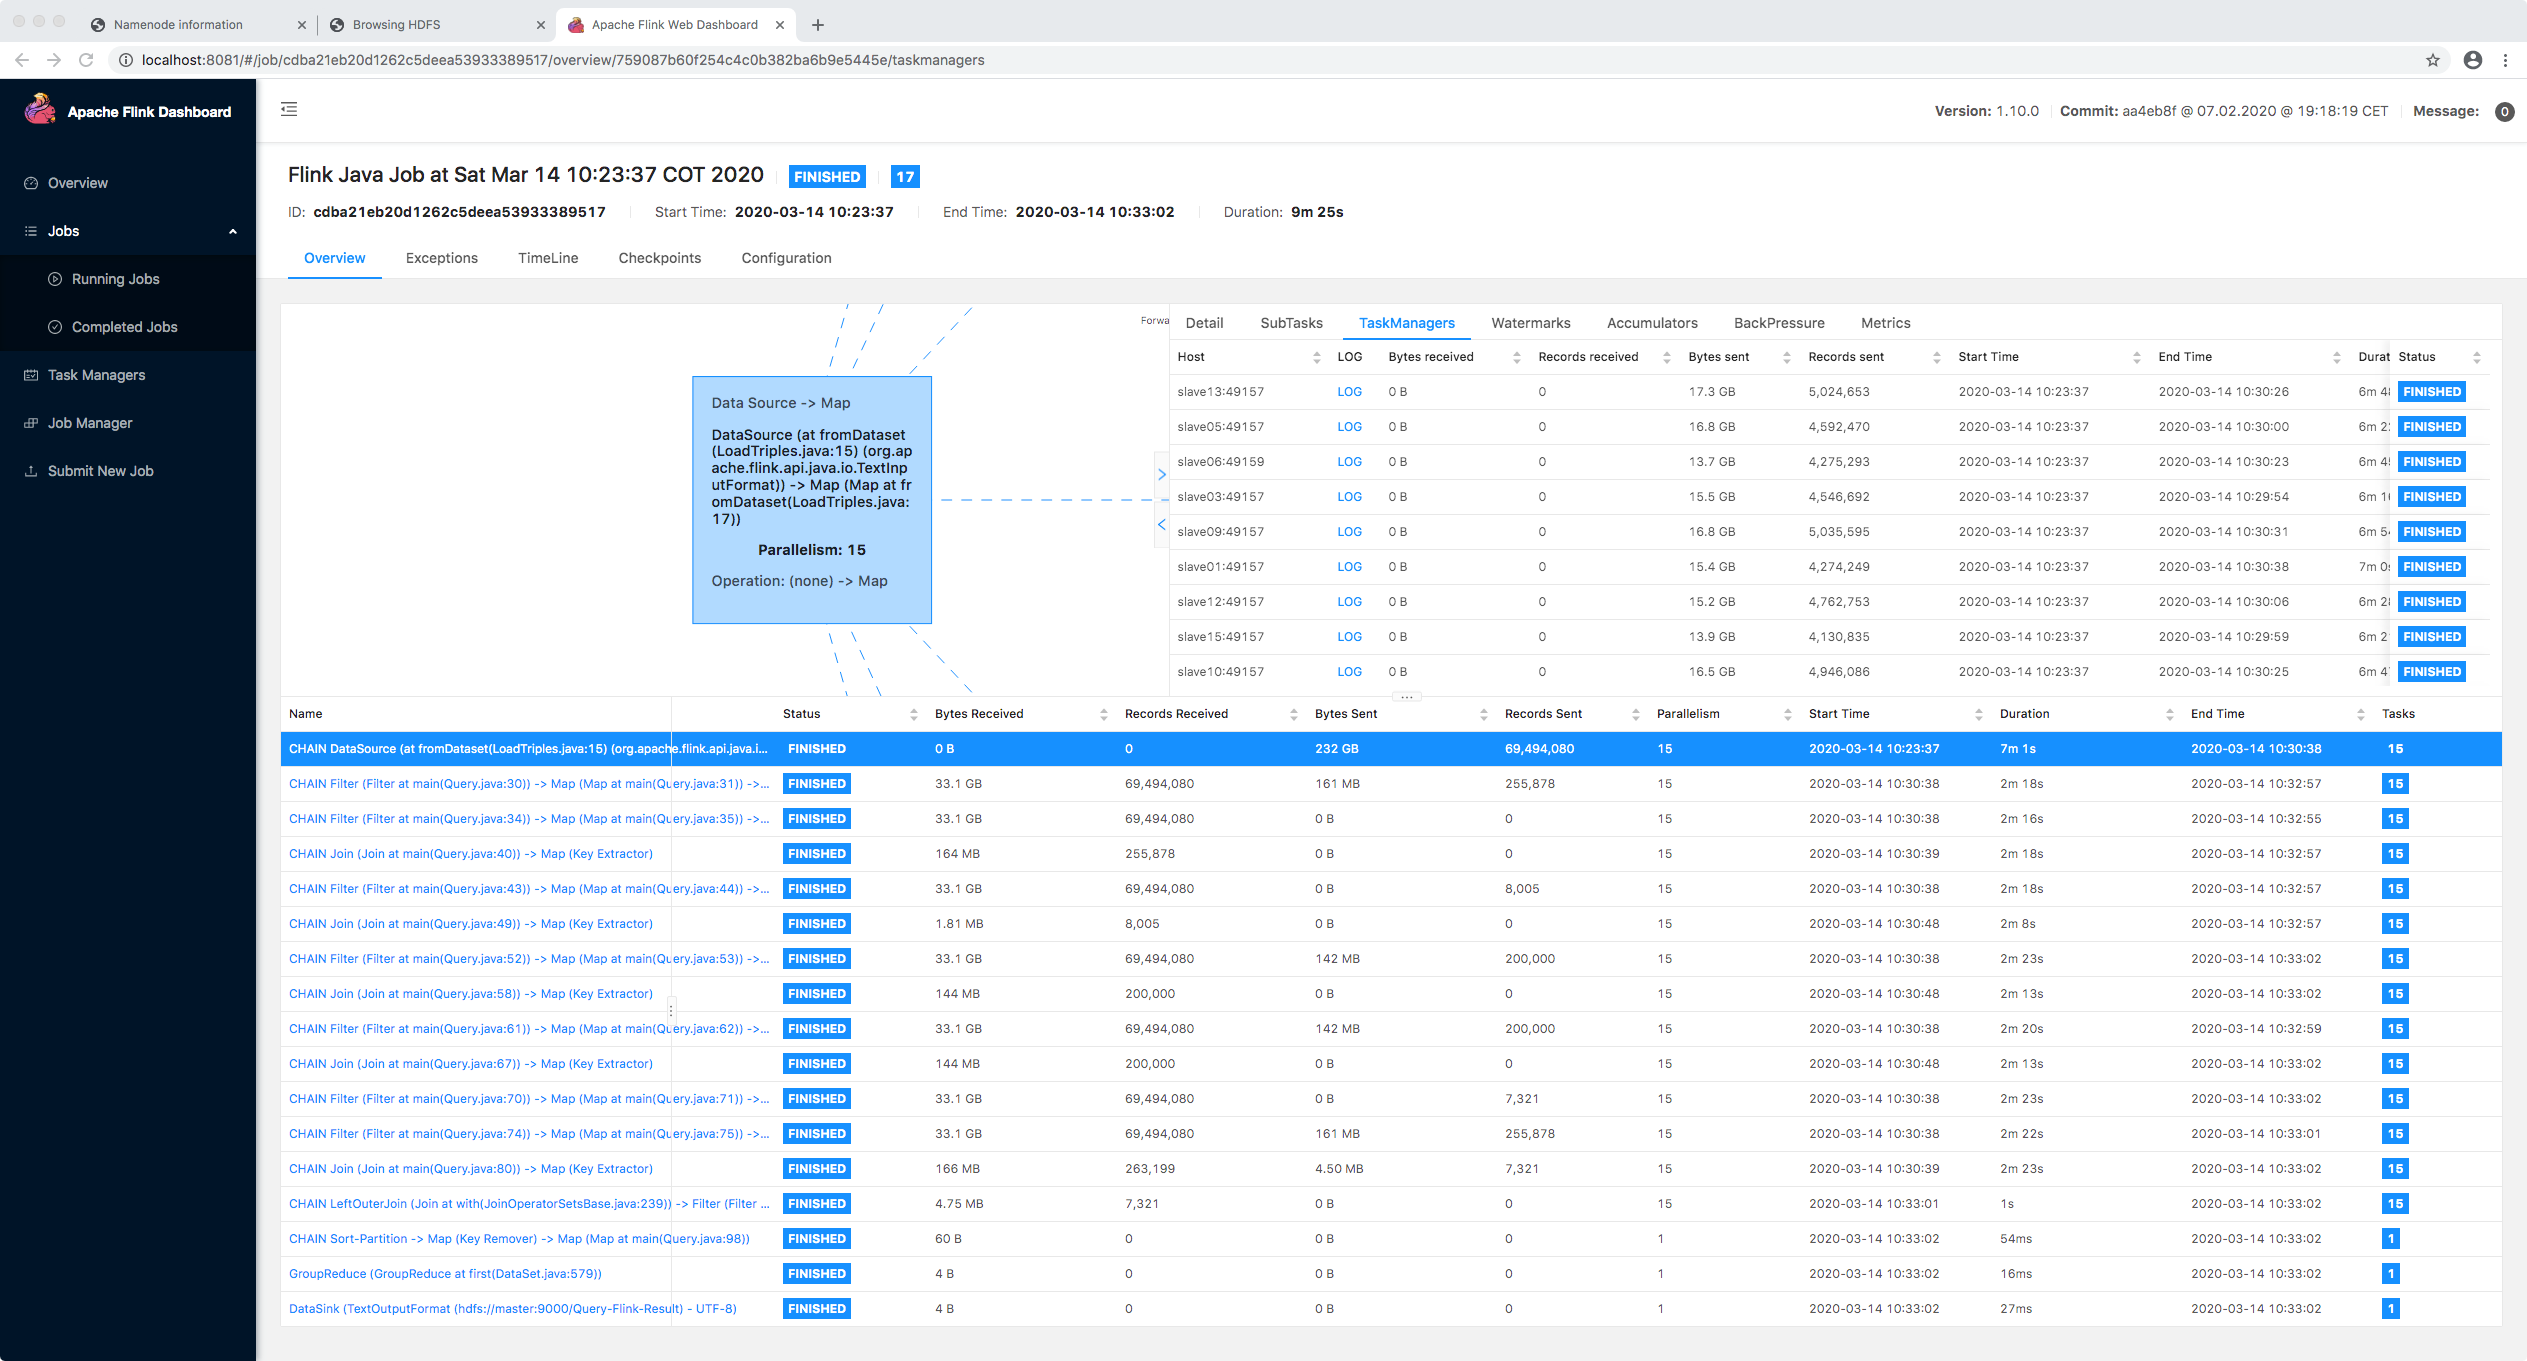 Namenode information
Browsing HDFS
Apache Flink Web Dashboard
localhost:8081/#/job/cdba21eb20d1262c5deea53933389517/overview/759087b60f254c4c0b382ba6b9e5445e/taskmanagers
Apache Flink Dashboard
Version: 1.10.0 Commit: aa4eb8f @ 07.02.2020 @ 19:18:19 CET Message: 0
Overview
Jobs
Running Jobs
Completed Jobs
Task Managers
Job Manager
Submit New Job
Flink Java Job at Sat Mar 14 10:23:37 COT 2020 FINISHED 17
ID: cdba21eb20d1262c5deea53933389517 Start Time: 2020-03-14 10:23:37 End Time: 2020-03-14 10:33:02 Duration: 9m 25s
Overview Exceptions TimeLine Checkpoints Configuration
Forwa
Data Source -> Map
DataSource (at fromDataset
(LoadTriples.java:15) (org.ap
ache.flink.api.java.io.TextInp
utFormat)) -> Map (Map at fr
omDataset(LoadTriples.java:
17))
Parallelism: 15
Operation: (none) -> Map
Detail SubTasks TaskManagers Watermarks Accumulators BackPressure Metrics
Host LOG Bytes received Records received Bytes sent Records sent Start Time End Time Durat Status
slave13:49157 LOG 0 B 0 17.3 GB 5,024,653 2020-03-14 10:23:37 2020-03-14 10:30:26 6m 48 FINISHED
slave05:49157 LOG 0 B 0 16.8 GB 4,592,470 2020-03-14 10:23:37 2020-03-14 10:30:00 6m 2 FINISHED
slave06:49159 LOG 0 B 0 13.7 GB 4,275,293 2020-03-14 10:23:37 2020-03-14 10:30:23 6m 4 FINISHED
slave03:49157 LOG 0 B 0 15.5 GB 4,546,692 2020-03-14 10:23:37 2020-03-14 10:29:54 6m 16 FINISHED
slave09:49157 LOG 0 B 0 16.8 GB 5,035,595 2020-03-14 10:23:37 2020-03-14 10:30:31 6m 5 FINISHED
slave01:49157 LOG 0 B 0 15.4 GB 4,274,249 2020-03-14 10:23:37 2020-03-14 10:30:38 7m 0 FINISHED
slave12:49157 LOG 0 B 0 15.2 GB 4,762,753 2020-03-14 10:23:37 2020-03-14 10:30:06 6m 28 FINISHED
slave15:49157 LOG 0 B 0 13.9 GB 4,130,835 2020-03-14 10:23:37 2020-03-14 10:29:59 6m 2 FINISHED
slave10:49157 LOG 0 B 0 16.5 GB 4,946,086 2020-03-14 10:23:37 2020-03-14 10:30:25 6m 4 FINISHED
Name Status Bytes Received Records Received Bytes Sent Records Sent Parallelism Start Time Duration End Time Tasks
CHAIN DataSource (at fromDataset(LoadTriples.java:15) (org.apache.flink.api.java.i... FINISHED 0 B 0 232 GB 69,494,080 15 2020-03-14 10:23:37 7m 1s 2020-03-14 10:30:38 15
CHAIN Filter (Filter at main(Query.java:30)) -> Map (Map at main(Query.java:31)) ->... FINISHED 33.1 GB 69,494,080 161 MB 255,878 15 2020-03-14 10:30:38 2m 18s 2020-03-14 10:32:57 15
CHAIN Filter (Filter at main(Query.java:34)) -> Map (Map at main(Query.java:35)) ->... FINISHED 33.1 GB 69,494,080 0 B 0 15 2020-03-14 10:30:38 2m 16s 2020-03-14 10:32:55 15
CHAIN Join (Join at main(Query.java:40)) -> Map (Key Extractor) FINISHED 164 MB 255,878 0 B 0 15 2020-03-14 10:30:39 2m 18s 2020-03-14 10:32:57 15
CHAIN Filter (Filter at main(Query.java:43)) -> Map (Map at main(Query.java:44)) ->... FINISHED 33.1 GB 69,494,080 0 B 8,005 15 2020-03-14 10:30:38 2m 18s 2020-03-14 10:32:57 15
CHAIN Join (Join at main(Query.java:49)) -> Map (Key Extractor) FINISHED 1.81 MB 8,005 0 B 0 15 2020-03-14 10:30:48 2m 8s 2020-03-14 10:32:57 15
CHAIN Filter (Filter at main(Query.java:52)) -> Map (Map at main(Query.java:53)) ->... FINISHED 33.1 GB 69,494,080 142 MB 200,000 15 2020-03-14 10:30:38 2m 23s 2020-03-14 10:33:02 15
CHAIN Join (Join at main(Query.java:58)) -> Map (Key Extractor) FINISHED 144 MB 200,000 0 B 0 15 2020-03-14 10:30:48 2m 13s 2020-03-14 10:33:02 15
CHAIN Filter (Filter at main(Query.java:61)) -> Map (Map at main(Query.java:62)) ->... FINISHED 33.1 GB 69,494,080 142 MB 200,000 15 2020-03-14 10:30:38 2m 20s 2020-03-14 10:32:59 15
CHAIN Join (Join at main(Query.java:67)) -> Map (Key Extractor) FINISHED 144 MB 200,000 0 B 0 15 2020-03-14 10:30:48 2m 13s 2020-03-14 10:33:02 15
CHAIN Filter (Filter at main(Query.java:70)) -> Map (Map at main(Query.java:71)) ->... FINISHED 33.1 GB 69,494,080 0 B 7,321 15 2020-03-14 10:30:38 2m 23s 2020-03-14 10:33:02 15
CHAIN Filter (Filter at main(Query.java:74)) -> Map (Map at main(Query.java:75)) ->... FINISHED 33.1 GB 69,494,080 161 MB 255,878 15 2020-03-14 10:30:38 2m 22s 2020-03-14 10:33:01 15
CHAIN Join (Join at main(Query.java:80)) -> Map (Key Extractor) FINISHED 166 MB 263,199 4.50 MB 7,321 15 2020-03-14 10:30:39 2m 23s 2020-03-14 10:33:02 15
CHAIN LeftOuterJoin (Join at with(JoinOperatorSetsBase.java:239)) -> Filter (Filter ... FINISHED 4.75 MB 7,321 0 B 0 15 2020-03-14 10:33:01 1s 2020-03-14 10:33:02 15
CHAIN Sort-Partition -> Map (Key Remover) -> Map (Map at main(Query.java:98)) FINISHED 60 B 0 0 B 0 1 2020-03-14 10:33:02 54ms 2020-03-14 10:33:02 1
GroupReduce (GroupReduce at first(DataSet.java:579)) FINISHED 4 B 0 0 B 0 1 2020-03-14 10:33:02 16ms 2020-03-14 10:33:02 1
DataSink (TextOutputFormat (hdfs://master:9000/Query-Flink-Result) - UTF-8) FINISHED 4 B 0 0 B 0 1 2020-03-14 10:33:02 27ms 2020-03-14 10:33:02 1